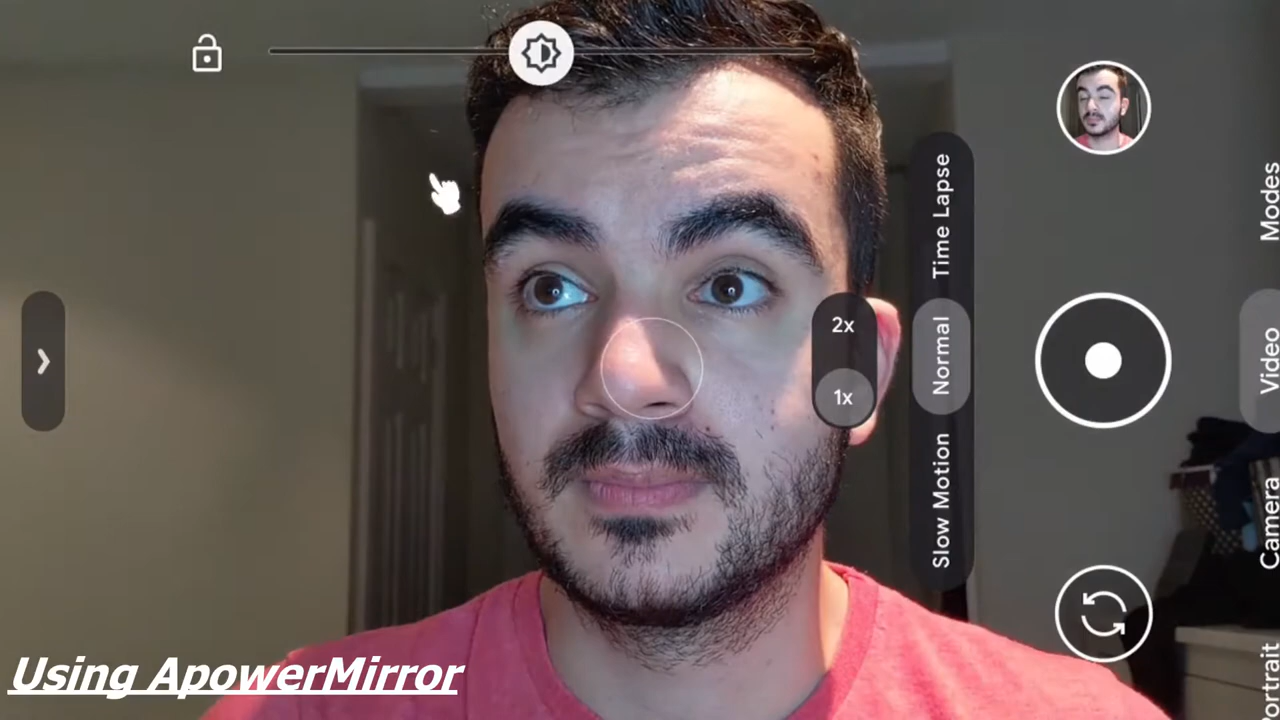 Time Lapse
Normal
Slow Motion
2x
1x
Modes
Video
Camera
ortrait
Using ApowerMirror